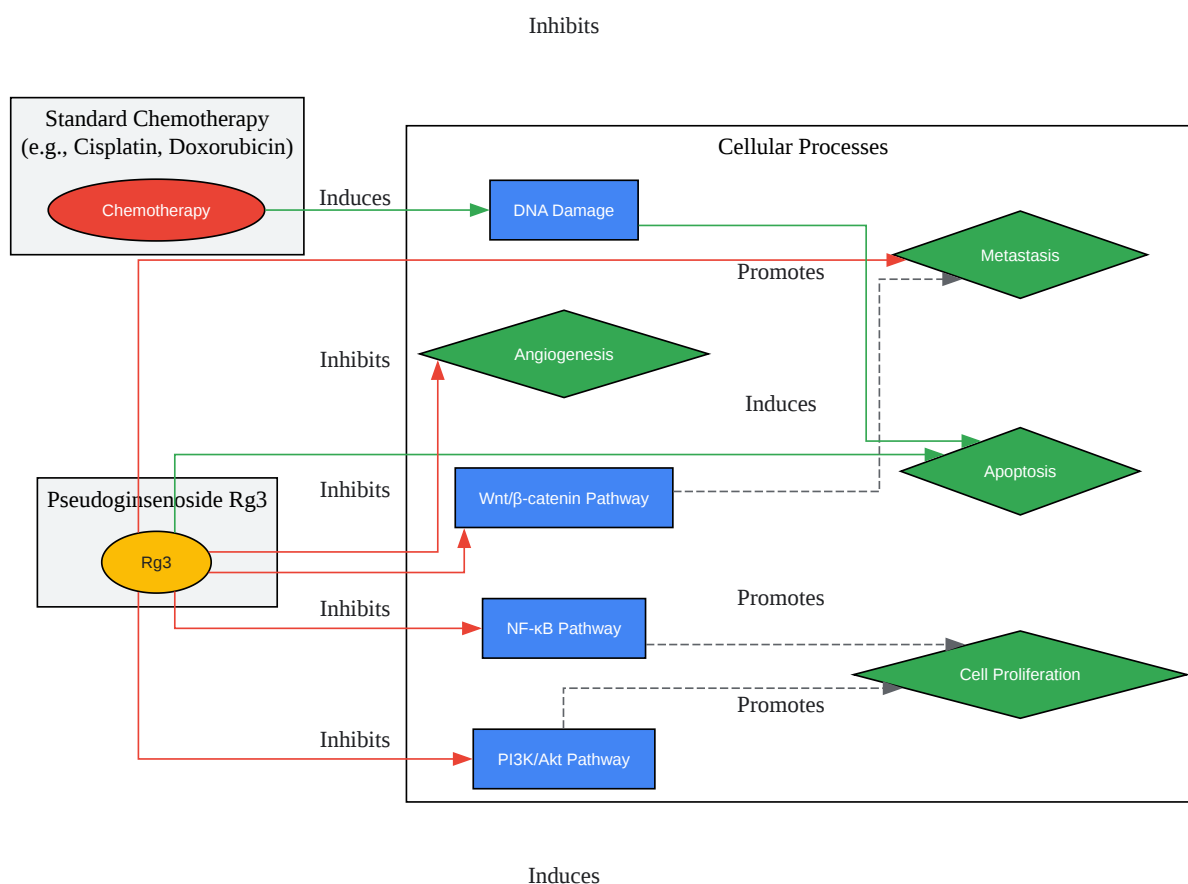 Inhibits
Standard Chemotherapy
(e.g., Cisplatin, Doxorubicin)
Cellular Processes
Chemotherapy
Induces
DNA Damage
Metastasis
Promotes
Inhibits
Angiogenesis
Induces
Apoptosis
Pseudoginsenoside Rg3
Inhibits
Wnt/β-catenin Pathway
Rg3
Inhibits
NF-κB Pathway
Promotes
Cell Proliferation
Promotes
Inhibits
PI3K/Akt Pathway
Induces